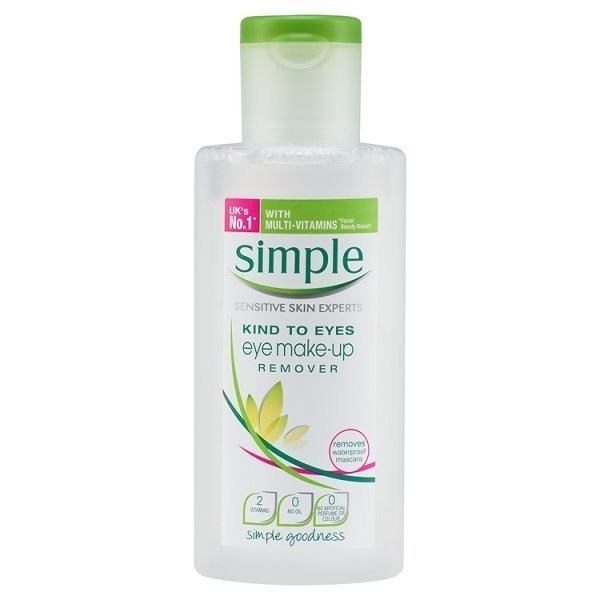 UK's
No.1*
WITH
MULTI-VITAMINS
*Facial
Beauty Brand
simple
SENSITIVE SKIN EXPERTS
KIND TO EYES
eye make-up
REMOVER
removes
waterproof
mascara
2
VITAMINS
0
NO OIL
0
NO ARTIFICIAL
PERFUME OR
COLOUR
simple goodness